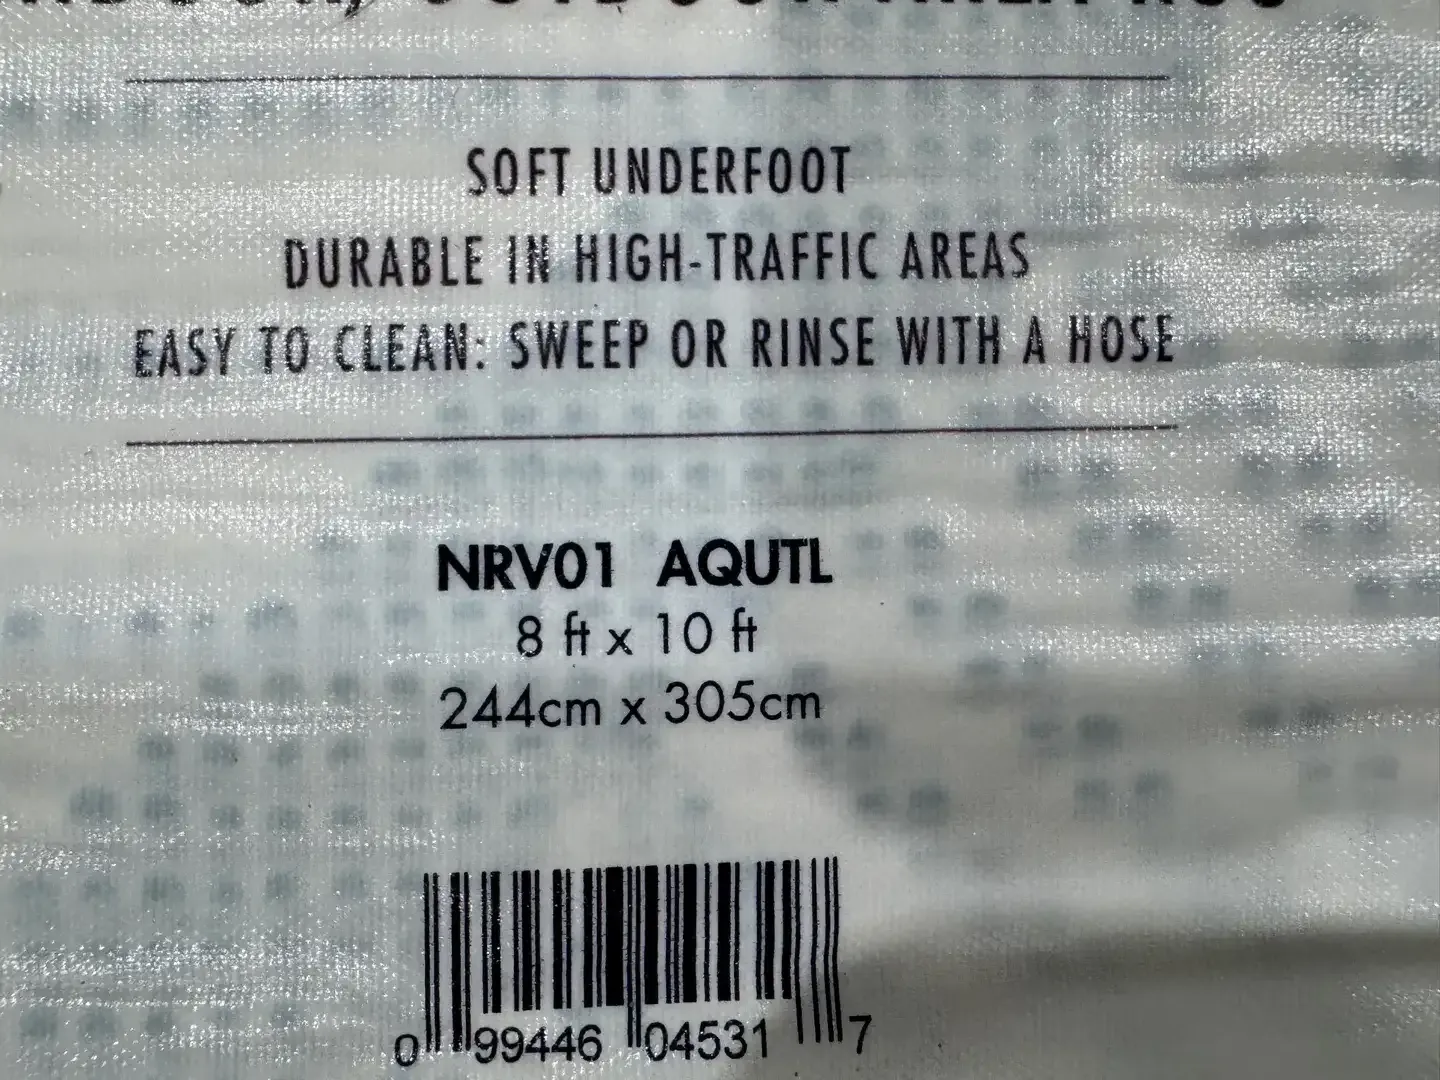 SOFT UNDERFOOT
DURABLE IN HIGH-TRAFFIC AREAS
EASY TO CLEAN: SWEEP OR RINSE WITH A HOSE
NRV01 AQUTL
8 ft x 10 ft
244cm x 305cm
0 99446 04531 7